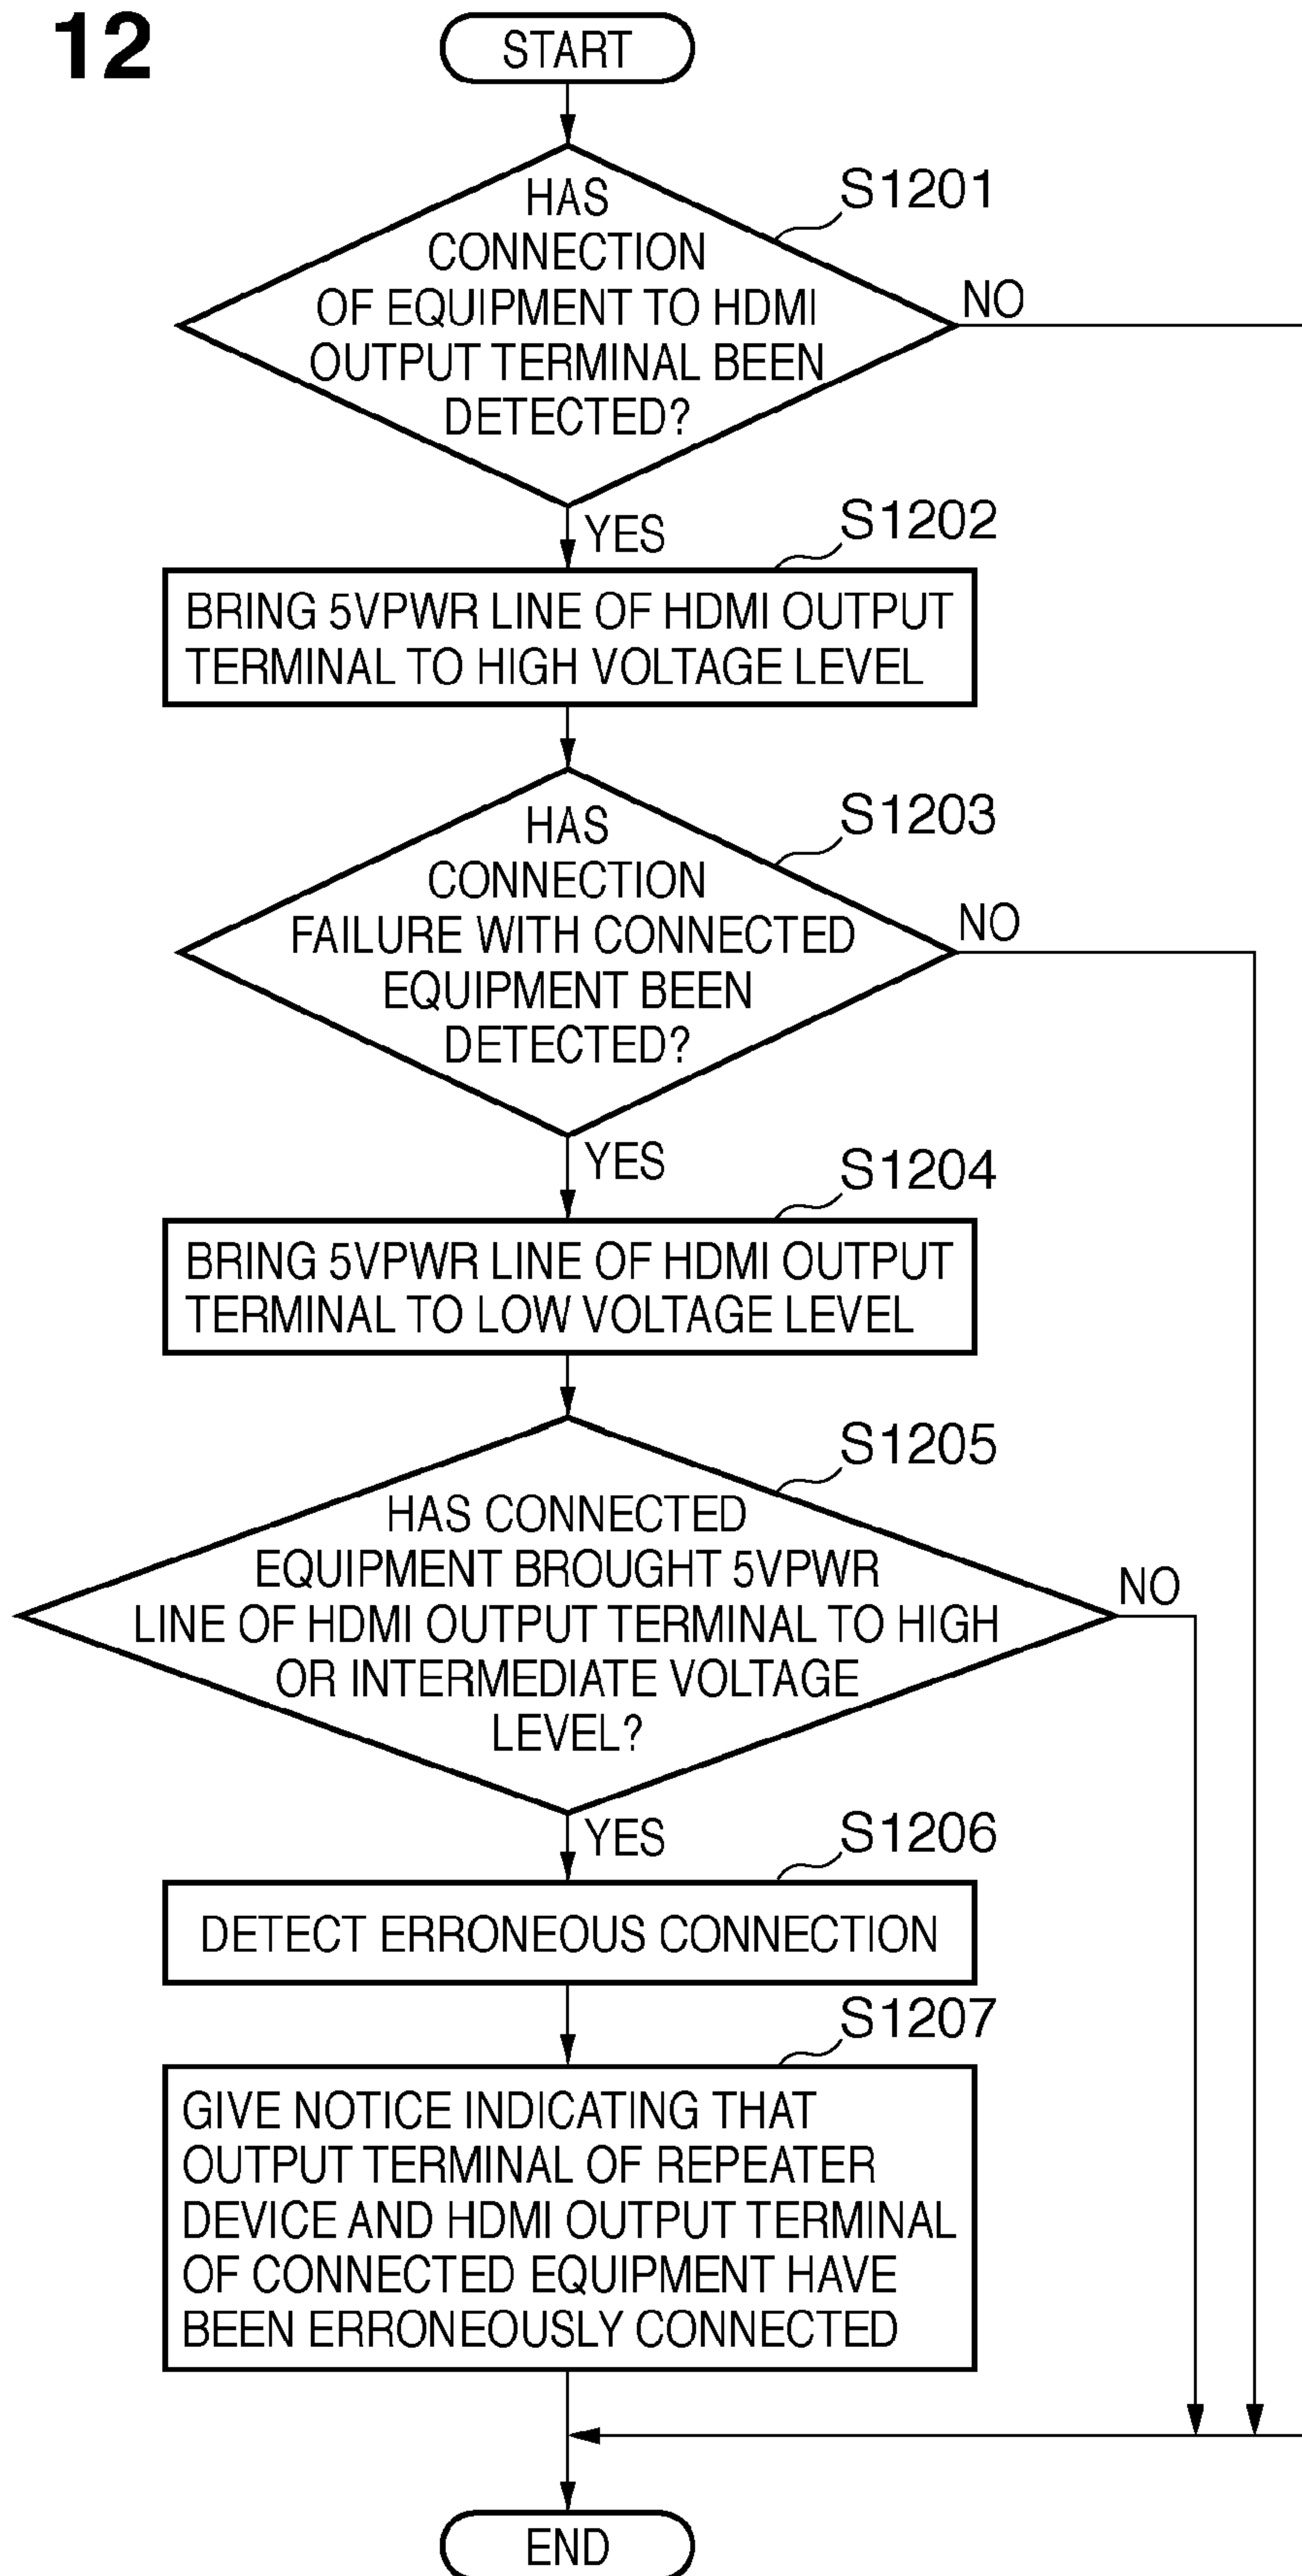 12
START
S1201
HAS
CONNECTION
OF EQUIPMENT TO HDMI
OUTPUT TERMINAL BEEN
DETECTED?
NO
YES
S1202
BRING 5VPWR LINE OF HDMI OUTPUT
TERMINAL TO HIGH VOLTAGE LEVEL
S1203
HAS
CONNECTION
FAILURE WITH CONNECTED
EQUIPMENT BEEN
DETECTED?
NO
YES
S1204
BRING 5VPWR LINE OF HDMI OUTPUT
TERMINAL TO LOW VOLTAGE LEVEL
S1205
HAS CONNECTED
EQUIPMENT BROUGHT 5VPWR
LINE OF HDMI OUTPUT TERMINAL TO HIGH
OR INTERMEDIATE VOLTAGE
LEVEL?
NO
YES
S1206
DETECT ERRONEOUS CONNECTION
S1207
GIVE NOTICE INDICATING THAT
OUTPUT TERMINAL OF REPEATER
DEVICE AND HDMI OUTPUT TERMINAL
OF CONNECTED EQUIPMENT HAVE
BEEN ERRONEOUSLY CONNECTED
END